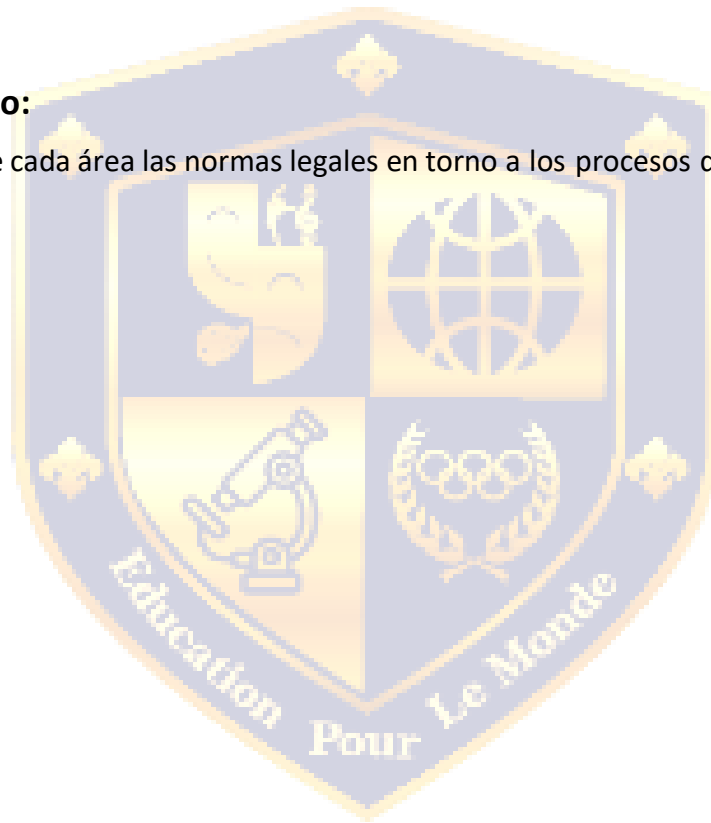 o:
e cada área las normas legales en torno a los procesos d
Education Pour Le Monde